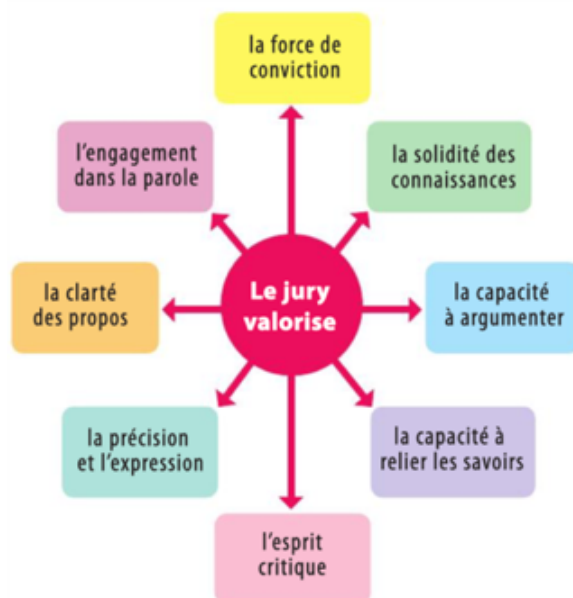 la force de
conviction
l'engagement
dans la parole
la solidité des
connaissances
la clarté
des propos
Le jury
valorise
la capacité
à argumenter
la précision
et l'expression
la capacité à
relier les savoirs
l'esprit
critique